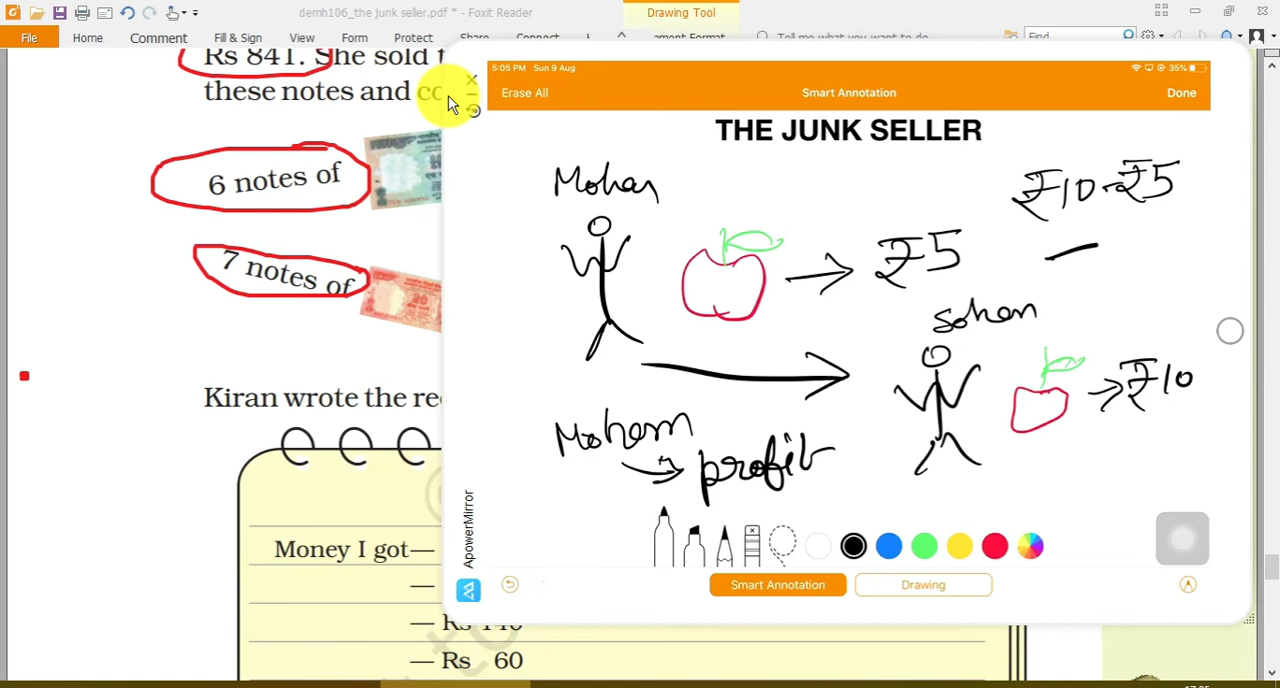 demh106_the junk seller.pdf * - Foxit Reader
Drawing Tool
File
Home
Comment
Fill & Sign
View
Form
Protect
Tell me what you want to do..
Find
Rs 841. She sold
these notes and
6 notes of
7 notes of
Kiran wrote the re
Money I got—
—
— Rs 140
— Rs 60
5:05 PM Sun 9 Aug
35%
Erase All
Smart Annotation
Done
THE JUNK SELLER
Mohan
₹10-₹5
→ ₹5
—
Sohan
→ ₹10
Mohan
→ profit
ApowerMirror
Smart Annotation
Drawing